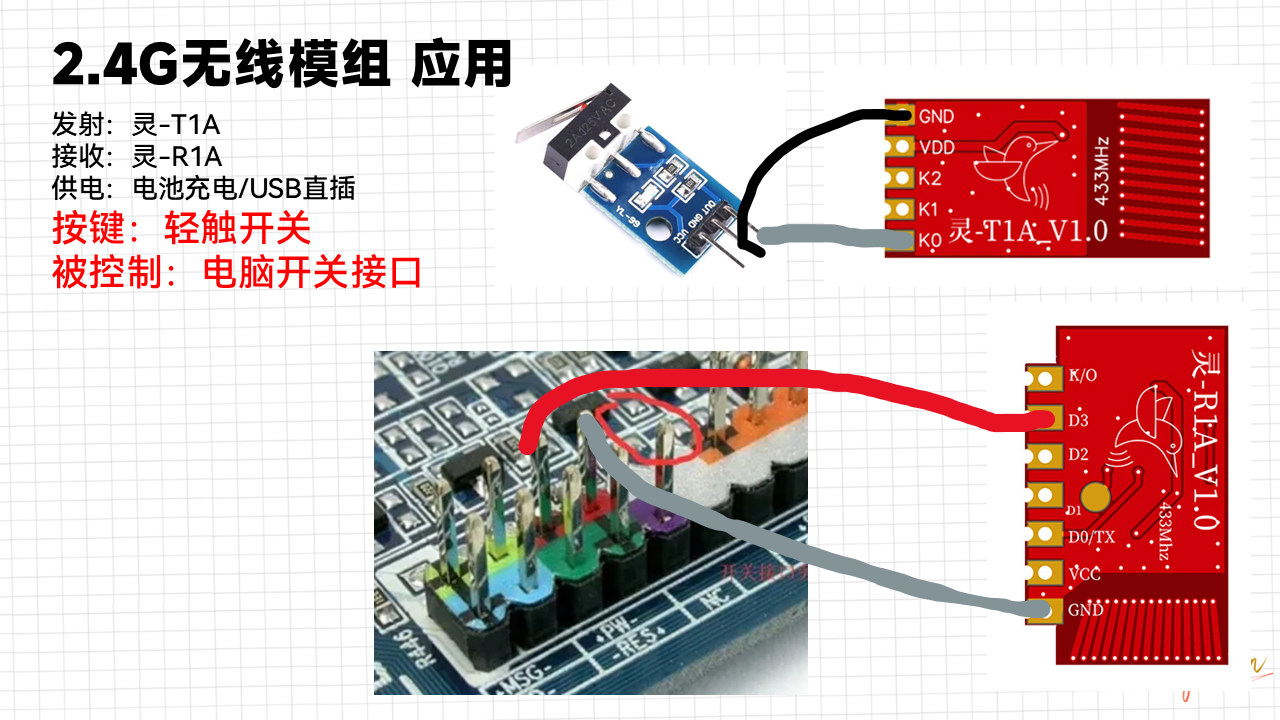 2.4G无线模组 应用
发射：灵-T1A
接收：灵-R1A
供电：电池充电/USB直插
按键：轻触开关
被控制：电脑开关接口
2A125VAC
YL-99
OUT GND VCC
GND
VDD
K2
K1
K0
灵-T1A_V1.0
433MHz
K/O
D3
D2
D1
D0/TX
VCC
GND
灵-R1A_V1.0
433Mhz
开关接口
NC
+PW-
-RES+
+MSG-
R446